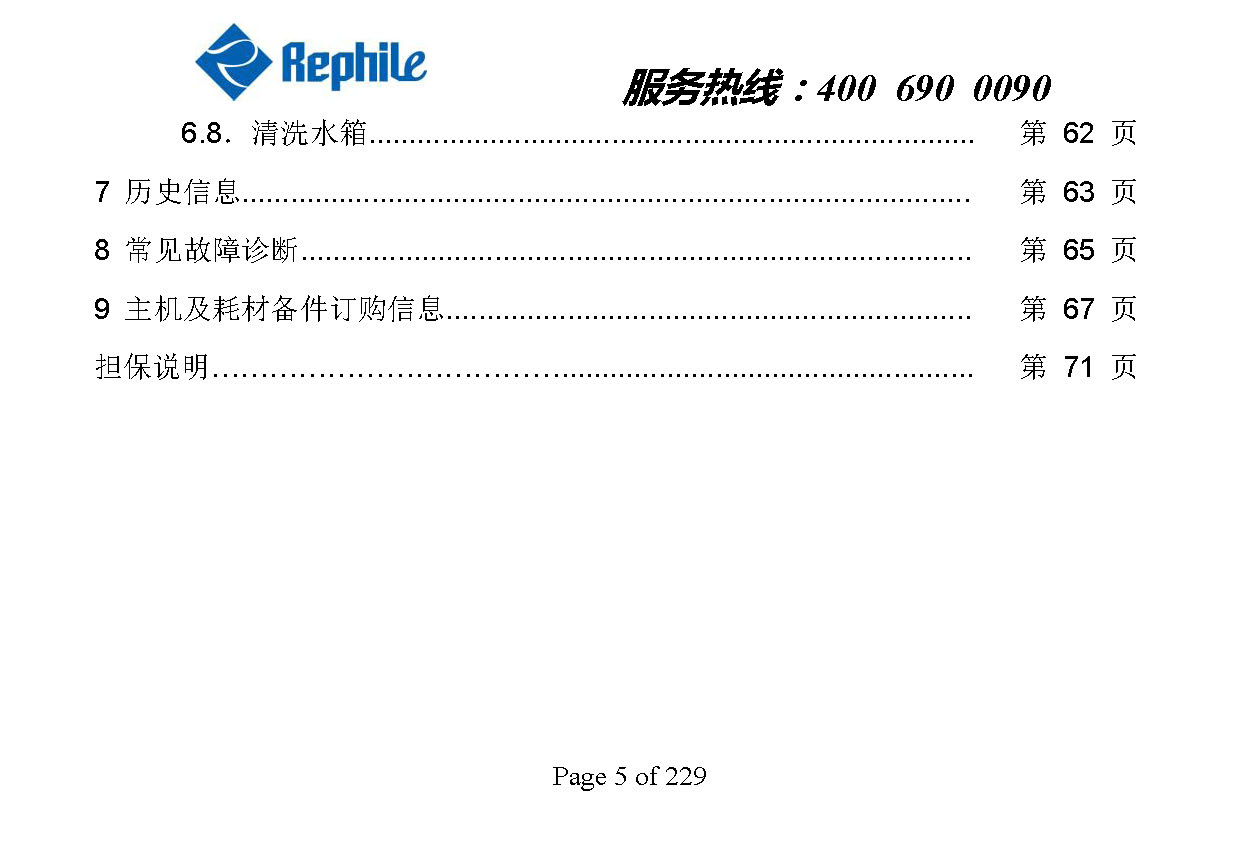 Rephile
服务热线：400 690 0090
6.8. 清洗水箱........................................................................... 第 62 页
7 历史信息.......................................................................................... 第 63 页
8 常见故障诊断................................................................................... 第 65 页
9 主机及耗材备件订购信息................................................................. 第 67 页
担保说明……………………………….................................................... 第 71 页
Page 5 of 229